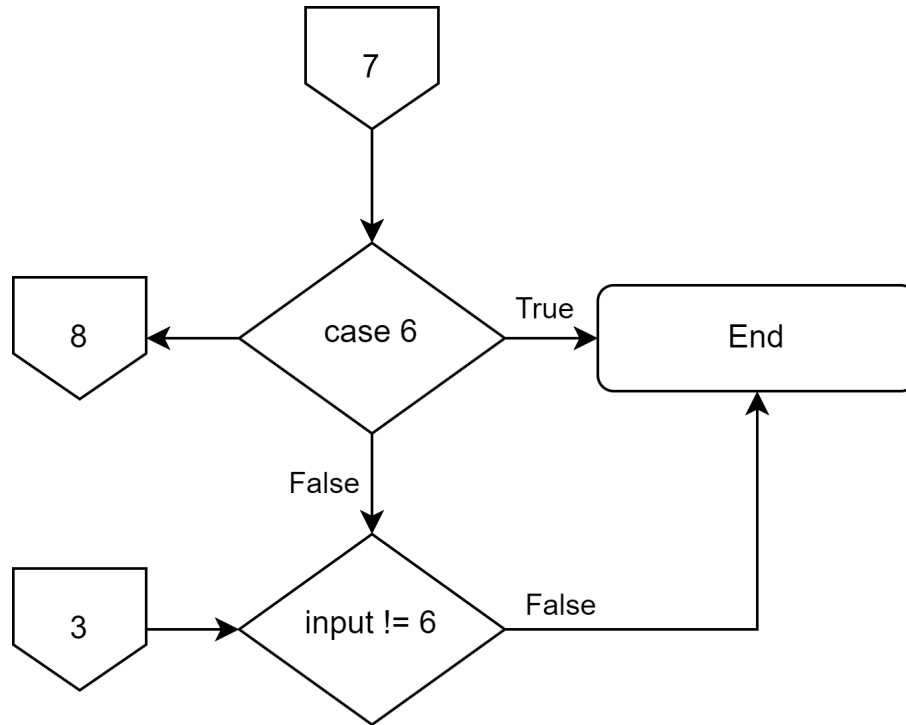 7
8
case 6
True
End
False
3
input != 6
False